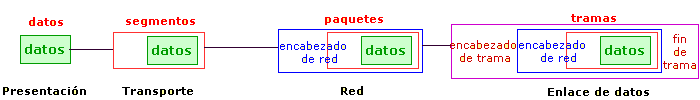 datos
segmentos
paquetes
tramas
datos
datos
encabezado
de red
datos
encabezado
de trama
encabezado
de red
datos
fin
de
trama
Presentación
Transporte
Red
Enlace de datos